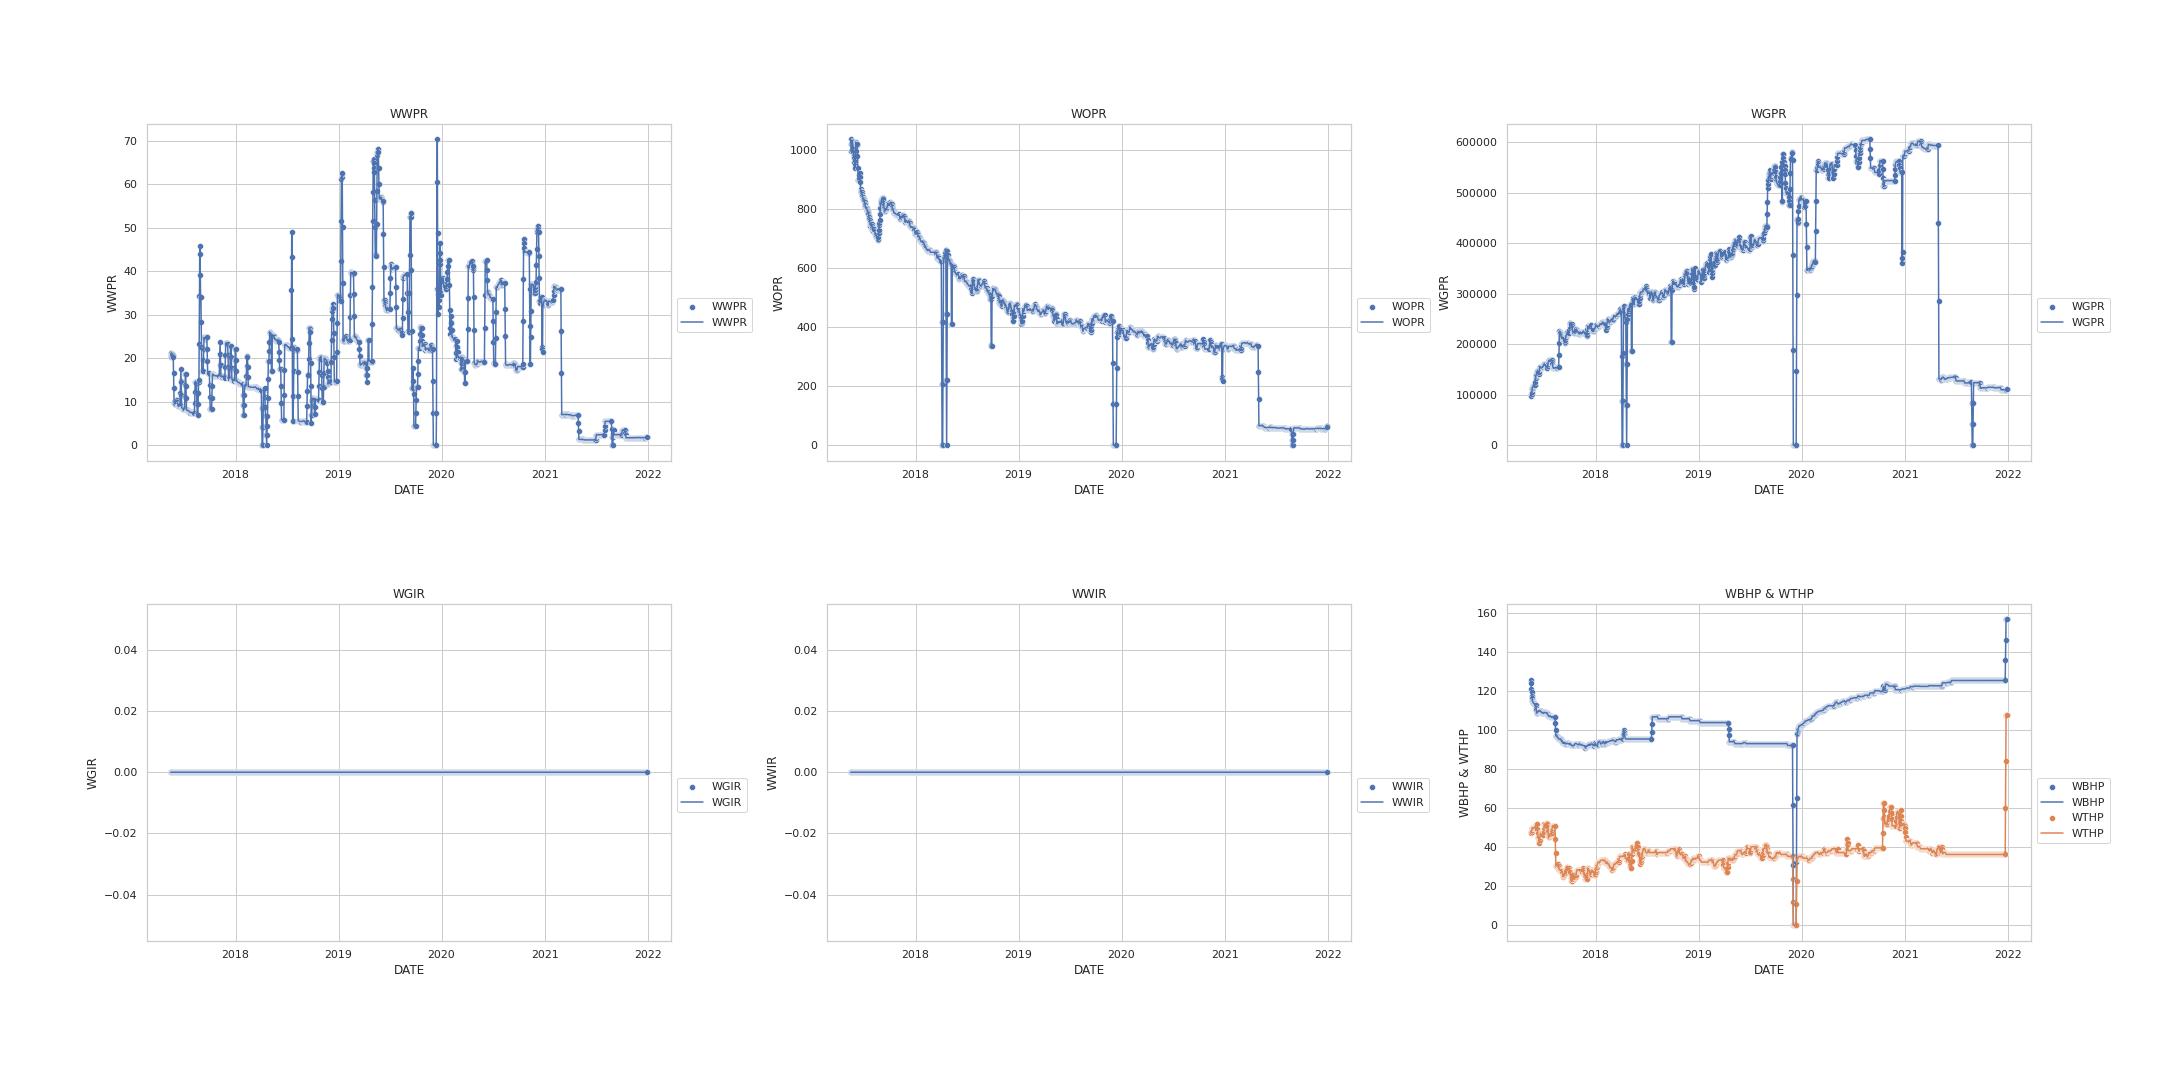 WWPR
WOPR
WGPR
70
60
50
40
30
20
10
0
WWPR
2018
2019
2020
2021
2022
DATE
WWPR
WWPR
1000
800
600
400
200
0
WOPR
2018
2019
2020
2021
2022
DATE
WOPR
WOPR
600000
500000
400000
300000
200000
100000
0
WGPR
2018
2019
2020
2021
2022
DATE
WGPR
WGPR
WGIR
0.04
0.02
0.00
−0.02
−0.04
WGIR
2018
2019
2020
2021
2022
DATE
WGIR
WGIR
WWIR
0.04
0.02
0.00
−0.02
−0.04
WWIR
2018
2019
2020
2021
2022
DATE
WWIR
WWIR
WBHP & WTHP
160
140
120
100
80
60
40
20
0
WBHP & WTHP
2018
2019
2020
2021
2022
DATE
WBHP
WBHP
WTHP
WTHP